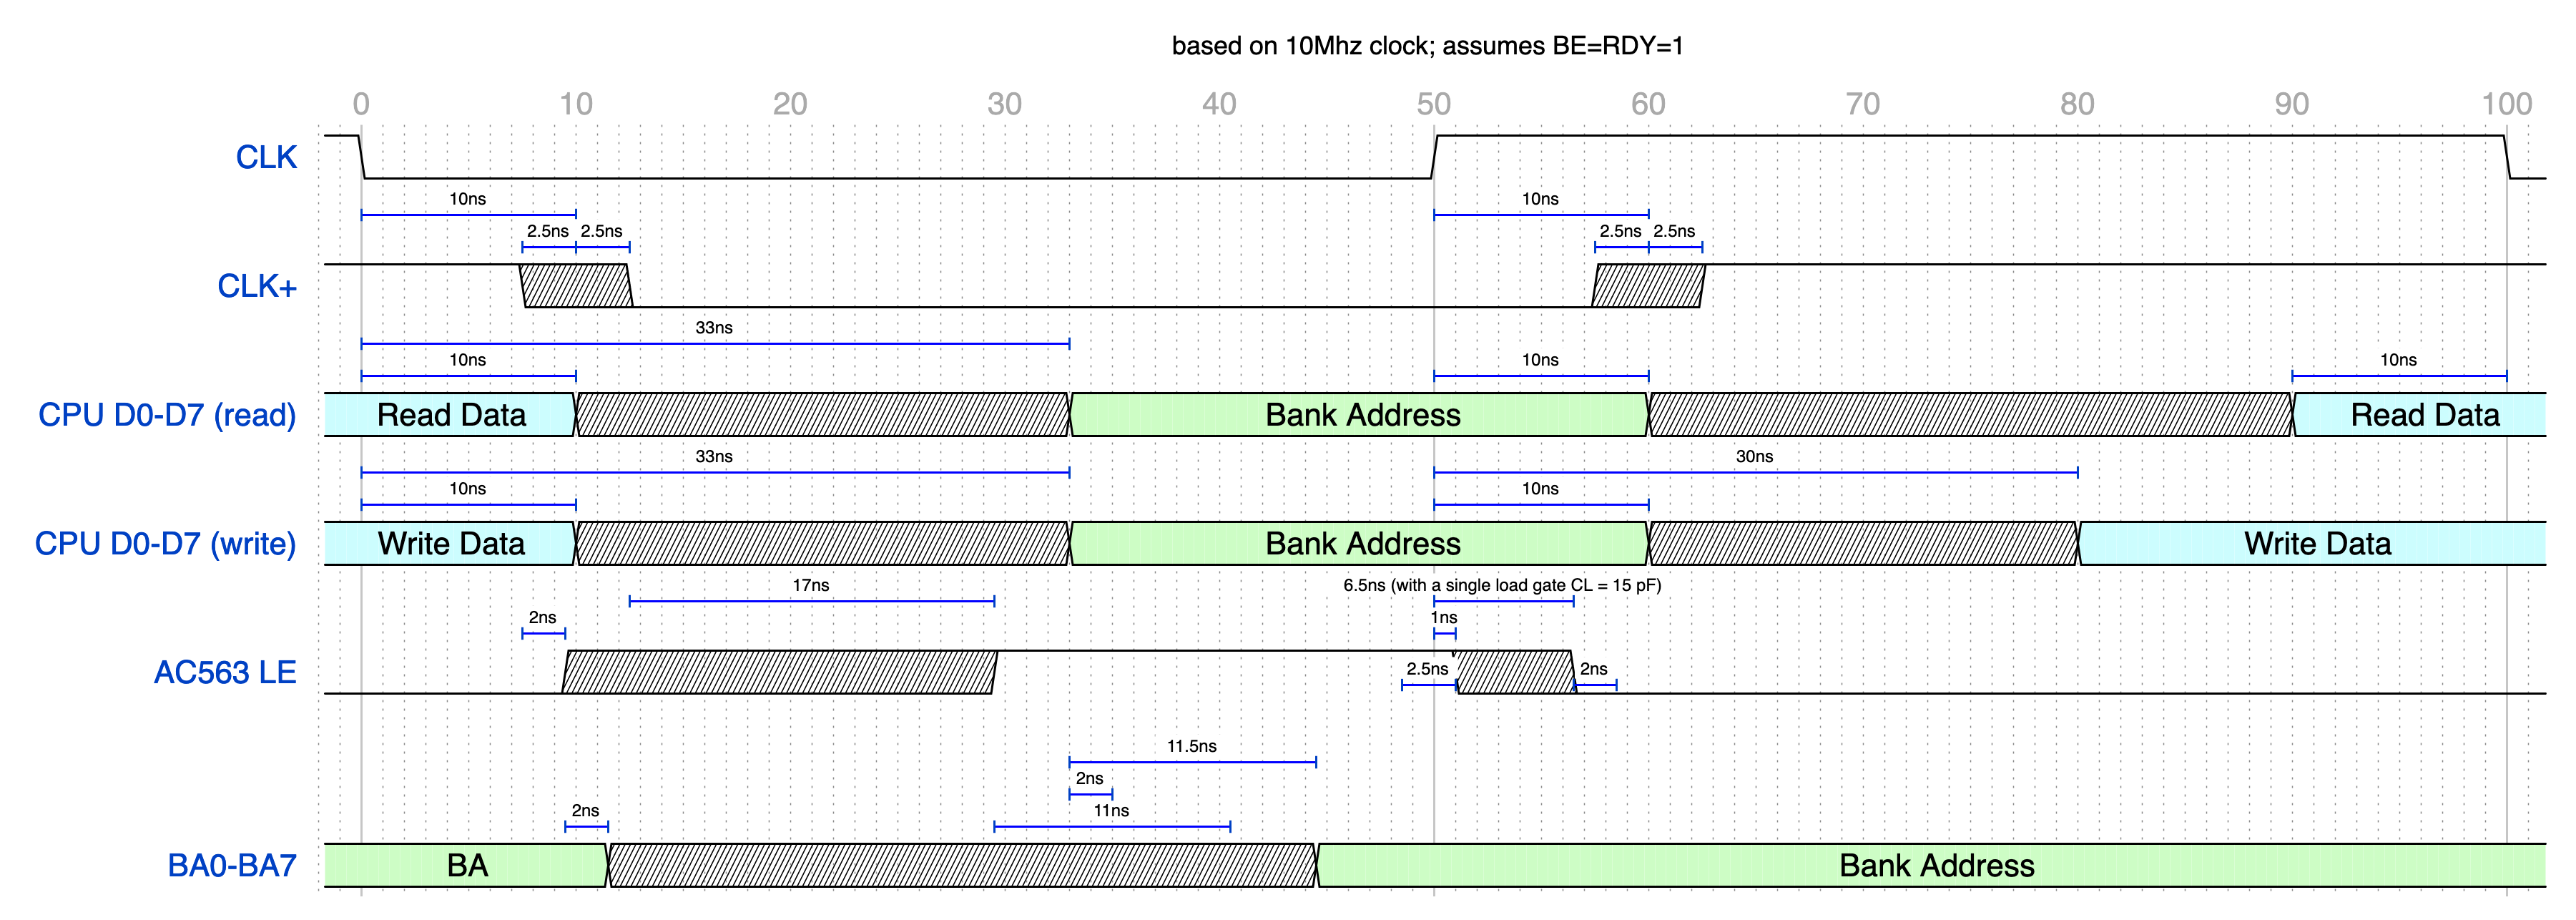 based on 10Mhz clock; assumes BE=RDY=1
0 10 20 30 40 50 60 70 80 90 100
CLK
10ns 10ns
2.5ns 2.5ns 2.5ns 2.5ns
CLK+
33ns
10ns 10ns 10ns
CPU D0-D7 (read) Read Data Bank Address Read Data
33ns 30ns
10ns 10ns
CPU D0-D7 (write) Write Data Bank Address Write Data
17ns 6.5ns (with a single load gate CL = 15 pF)
2ns 1ns
AC563 LE 2.5ns 2ns
11.5ns
2ns
2ns 11ns
BA0-BA7 BA Bank Address